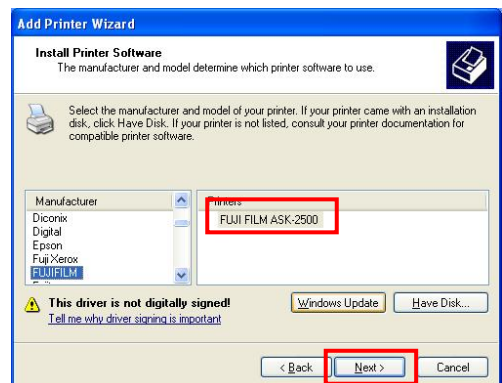 Add Printer Wizard
Install Printer Software
The manufacturer and model determine which printer software to use.
Select the manufacturer and model of your printer. If your printer came with an installation
disk, click Have Disk. If your printer is not listed, consult your printer documentation for
compatible printer software.
Manufacturer
Diconix
Digital
Epson
Fuji Xerox
FUJIFILM
Printers
FUJI FILM ASK-2500
This driver is not digitally signed!
Tell me why driver signing is important
Windows Update
Have Disk...
< Back
Next >
Cancel